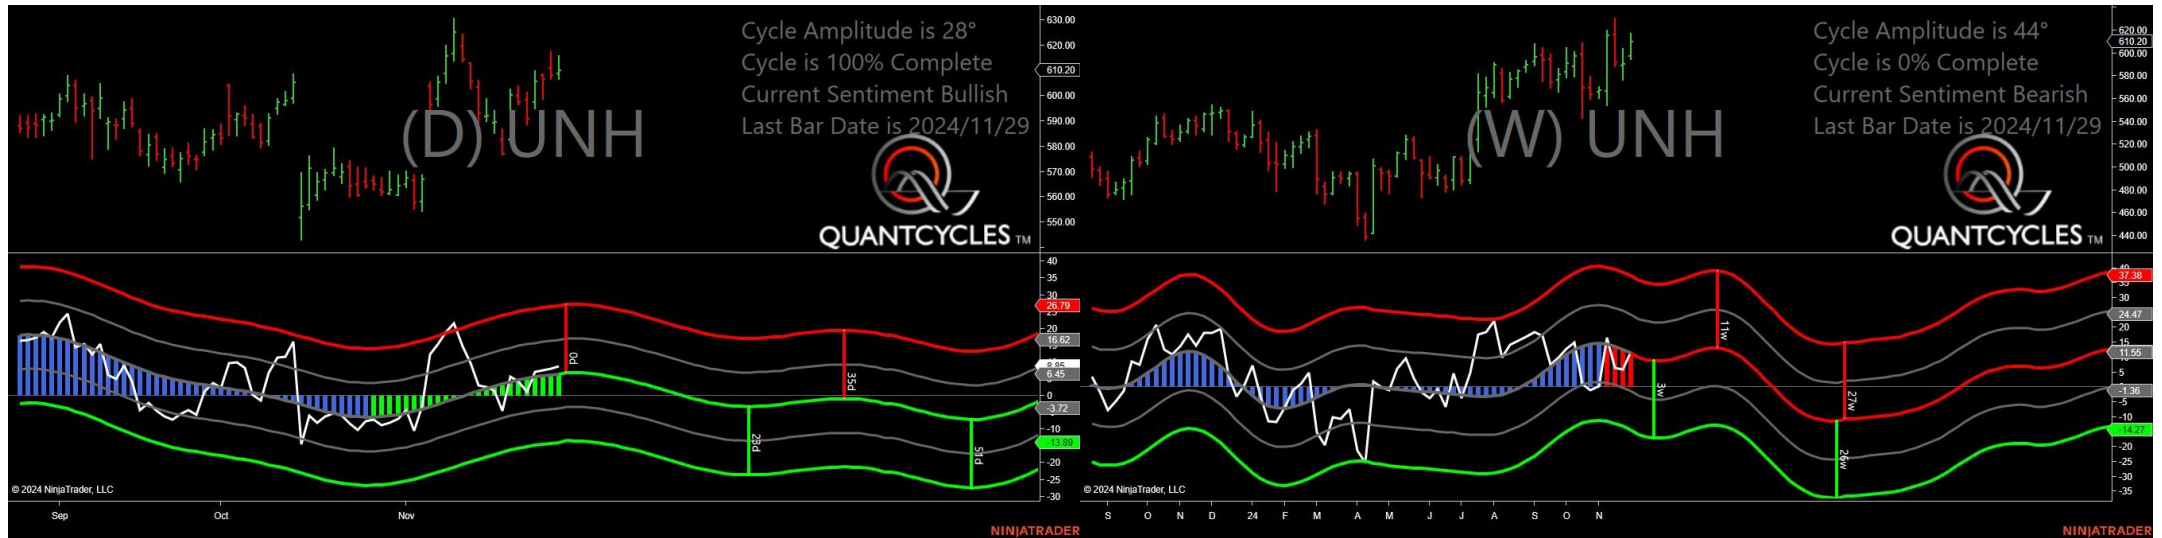 Cycle Amplitude is 28°
Cycle is 100% Complete
Current Sentiment Bullish
Last Bar Date is 2024/11/29
(D) UNH
QUANTCYCLES TM
630.00
620.00
610.20
600.00
590.00
580.00
570.00
560.00
550.00
40
35
30
26.79
20
16.62
8.85
6.45
0
-3.72
-10
-13.89
-20
-25
-30
0d
23d
35d
51d
© 2024 NinjaTrader, LLC
Sep Oct Nov
NINJATRADER
Cycle Amplitude is 44°
Cycle is 0% Complete
Current Sentiment Bearish
Last Bar Date is 2024/11/29
(W) UNH
QUANTCYCLES TM
620.00
610.20
600.00
580.00
560.00
540.00
520.00
500.00
480.00
460.00
440.00
37.38
35
30
24.47
20
15
11.55
5
-1.36
-5
-10
-14.27
-20
-25
-30
-35
3w
11w
26w
27w
© 2024 NinjaTrader, LLC
S O N D 24 F M A M J J A S O N
NINJATRADER